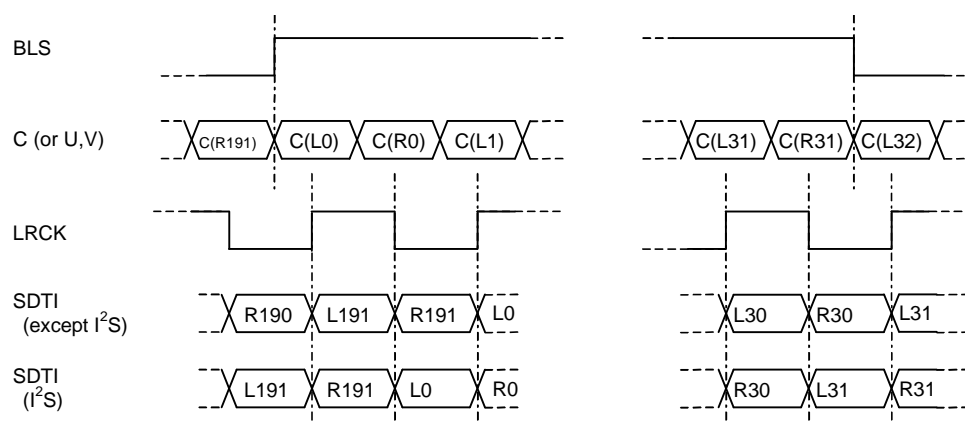 BLS
C (or U,V) C(R191) C(L0) C(R0) C(L1) C(L31) C(R31) C(L32)
LRCK
SDTI
(except I²S) R190 L191 R191 L0 L30 R30 L31
SDTI
(I²S) L191 R191 L0 R0 R30 L31 R31